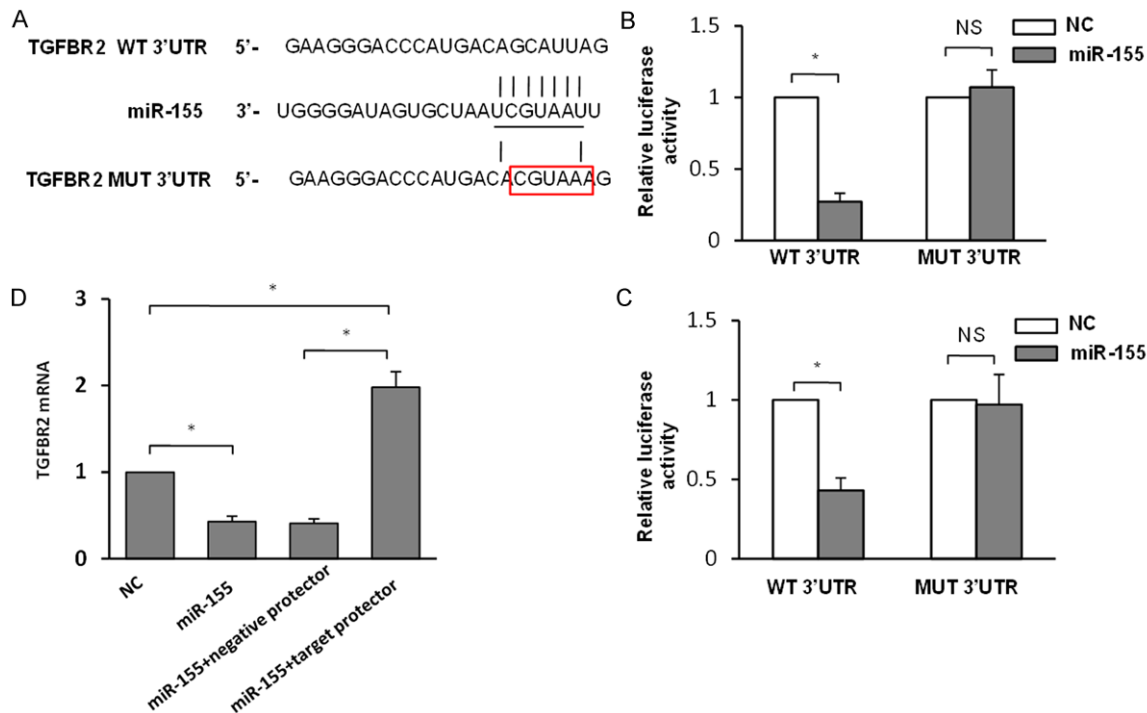 A
TGFBR2 WT 3'UTR 5'- GAAGGGACCCAUGACAGCAUUAG
miR-155 3'- UGGGGAUAGUGCUAAUCGUAAUU
TGFBR2 MUT 3'UTR 5'- GAAGGGACCCAUGACACGUAAAG
B
Relative luciferase
activity
1.5
1
0.5
0
*
NS
NC
miR-155
WT 3'UTR
MUT 3'UTR
D
TGFBR2 mRNA
3
2
1
0
*
*
*
NC
miR-155
miR-155+negative protector
miR-155+target protector
C
Relative luciferase
activity
1.5
1
0.5
0
*
NS
NC
miR-155
WT 3'UTR
MUT 3'UTR